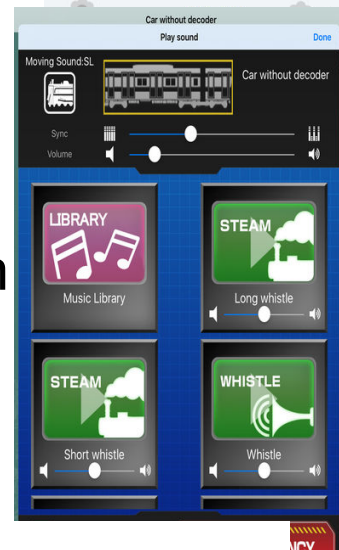 Car without decoder
Play sound
Done
Moving Sound:SL
Car without decoder
Sync
Volume
LIBRARY
Music Library
STEAM
Long whistle
STEAM
Short whistle
WHISTLE
Whistle